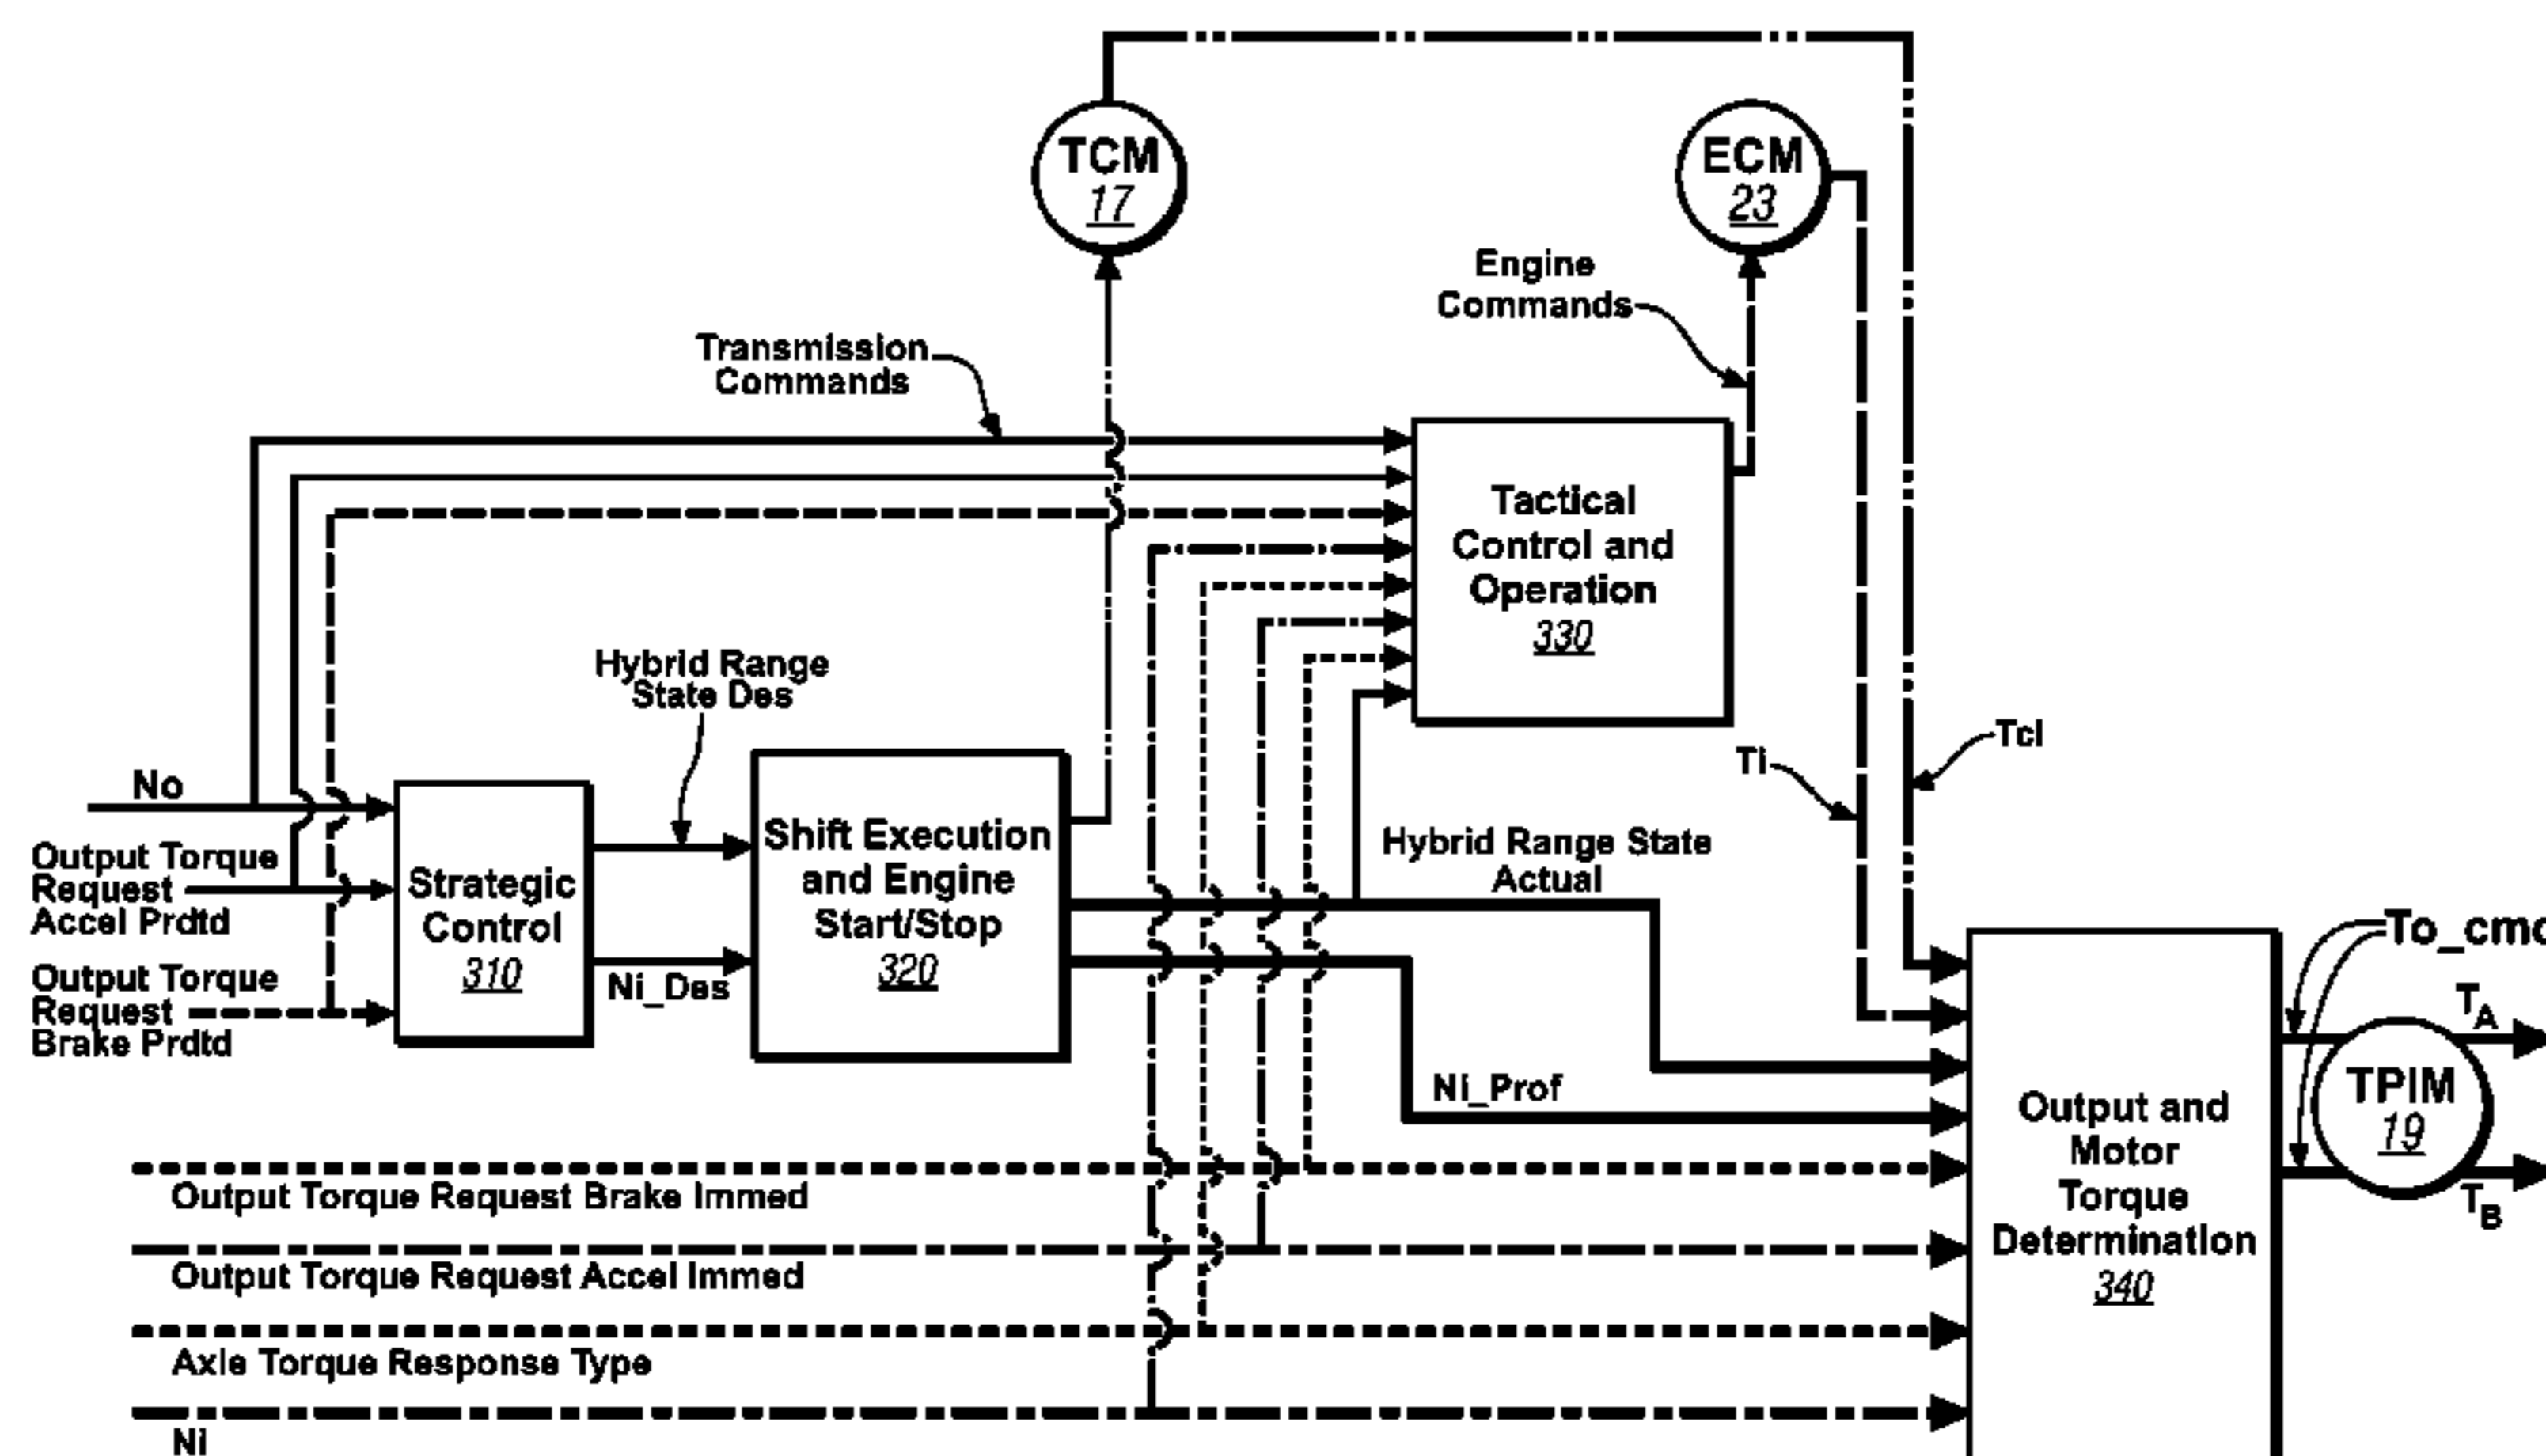 TCM
17
ECM
23
Engine
Commands
Transmission
Commands
Tactical
Control and
Operation
330
Hybrid Range
State Des
Tcl
Ti
No
Output Torque
Request
Accel Prdtd
Output Torque
Request
Brake Prdtd
Strategic
Control
310
Ni_Des
Shift Execution
and Engine
Start/Stop
320
Hybrid Range State
Actual
Ni_Prof
To_cmd
TA
TPIM
19
TB
Output and
Motor
Torque
Determination
340
Output Torque Request Brake Immed
Output Torque Request Accel Immed
Axle Torque Response Type
Ni